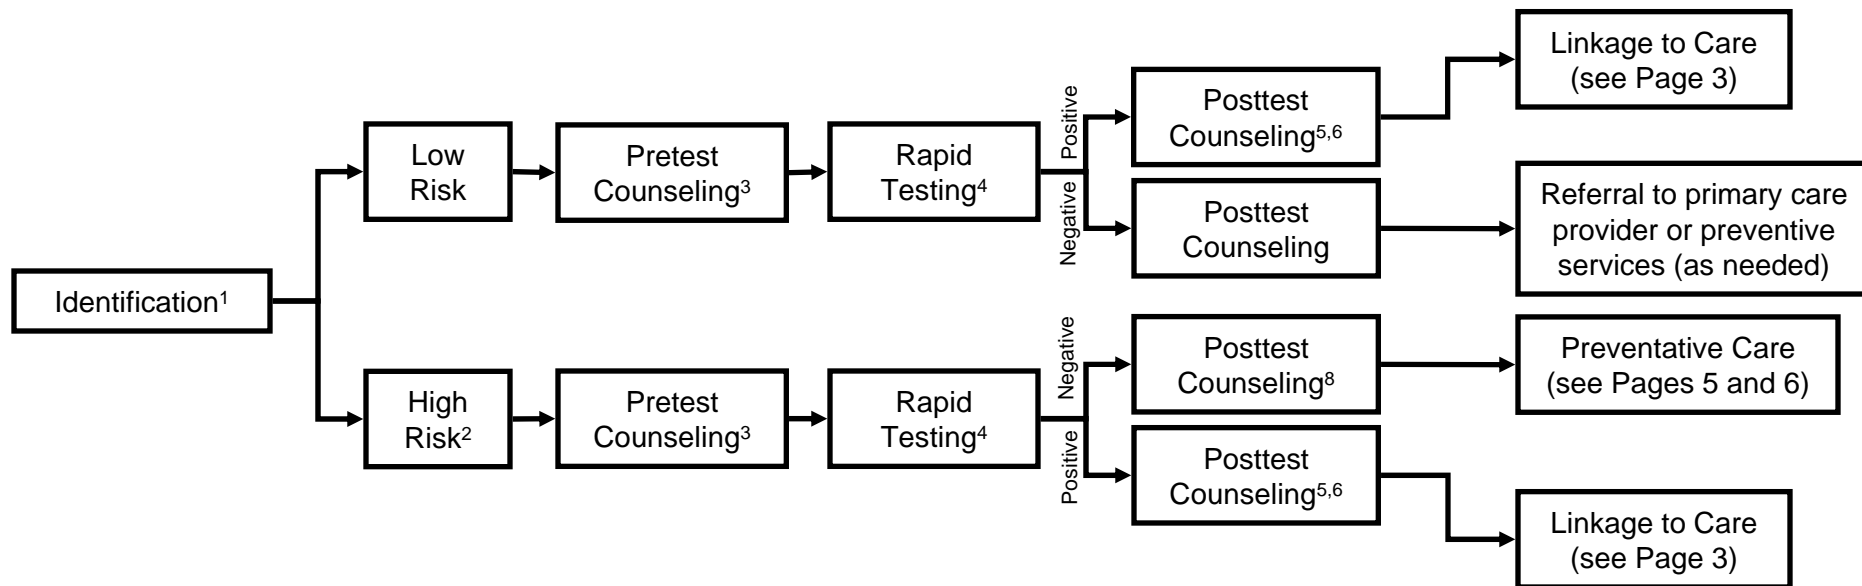 Identification¹
Low
Risk
Pretest
Counseling³
Rapid
Testing⁴
Positive
Posttest
Counseling⁵,⁶
Linkage to Care
(see Page 3)
Negative
Posttest
Counseling
Referral to primary care
provider or preventive
services (as needed)
High
Risk²
Pretest
Counseling³
Rapid
Testing⁴
Negative
Posttest
Counseling⁸
Preventative Care
(see Pages 5 and 6)
Positive
Posttest
Counseling⁵,⁶
Linkage to Care
(see Page 3)